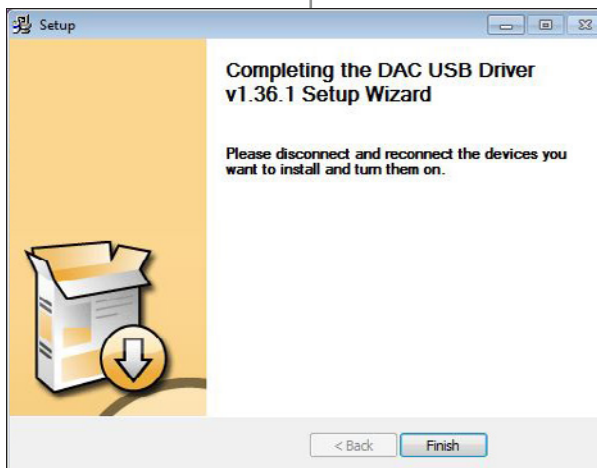 Setup
Completing the DAC USB Driver
v1.36.1 Setup Wizard
Please disconnect and reconnect the devices you
want to install and turn them on.
< Back
Finish